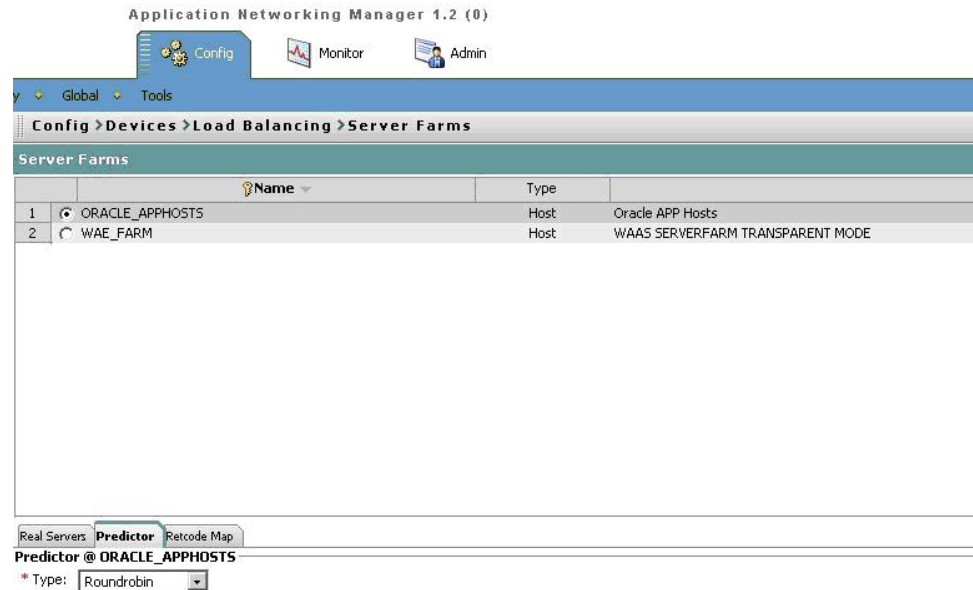 Application Networking Manager 1.2 (0)
Config Monitor Admin
y Global Tools
Config >Devices >Load Balancing >Server Farms
Server Farms
Name Type
1 ORACLE_APPHOSTS Host Oracle APP Hosts
2 WAE_FARM Host WAAS SERVERFARM TRANSPARENT MODE
Real Servers Predictor Retcode Map
Predictor @ ORACLE_APPHOSTS
* Type: Roundrobin